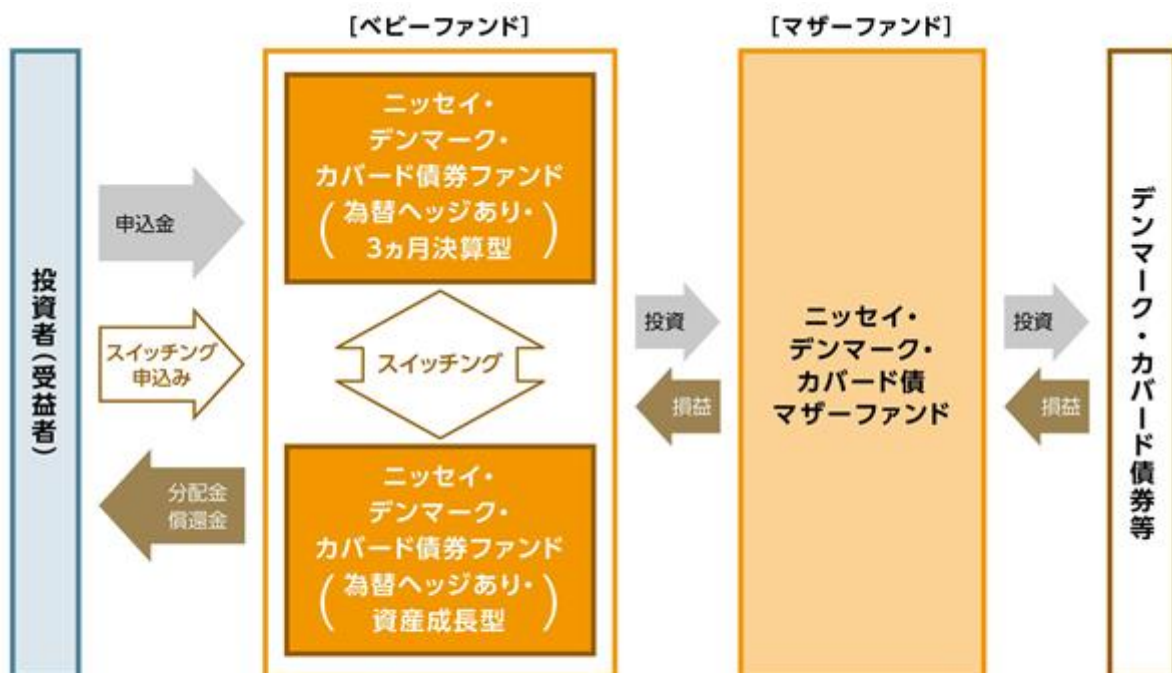 [ベビーファンド]
[マザーファンド]
投資者(受益者)
申込金
スイッチング
申込み
分配金
償還金
ニッセイ・
デンマーク・
カバード債券ファンド
(為替ヘッジあり・
3ヵ月決算型)
スイッチング
ニッセイ・
デンマーク・
カバード債券ファンド
(為替ヘッジあり・
資産成長型)
投資
損益
ニッセイ・
デンマーク・
カバード債
マザーファンド
投資
損益
デンマーク・カバード債券等